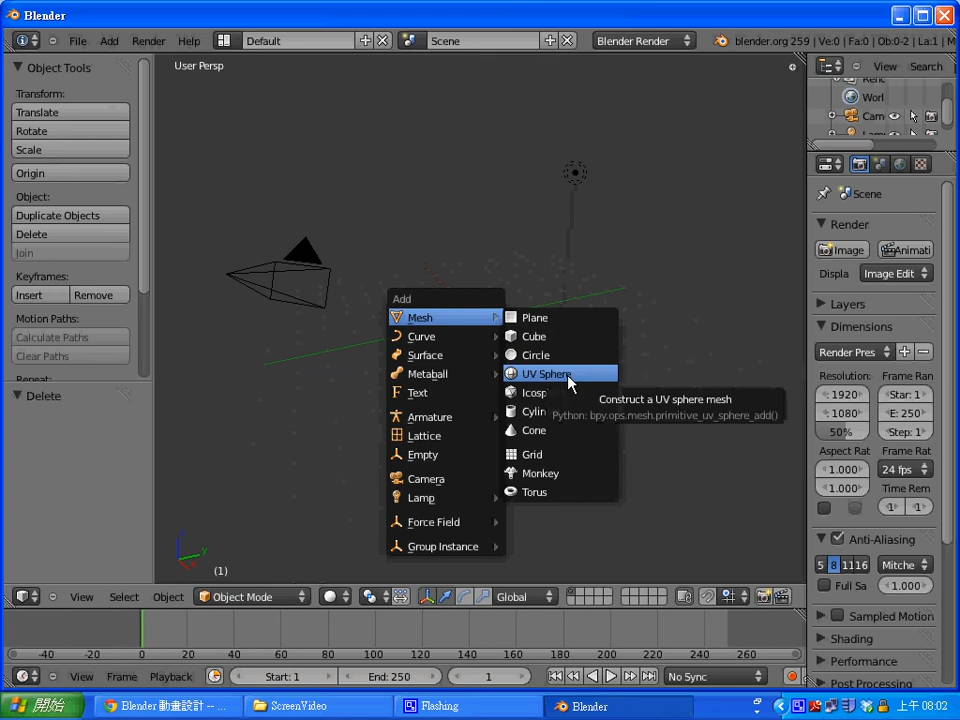 Blender
File Add Render Help Default Scene Blender Render blender.org 259 | Ve:0 | Fa:0 | Ob:0-2 | La:1 | M
Object Tools
Transform:
Translate
Rotate
Scale
Origin
Object:
Duplicate Objects
Delete
Join
Keyframes:
Insert Remove
Motion Paths:
Calculate Paths
Clear Paths
Repeat:
Delete
User Persp
(1)
Add
Mesh
Curve
Surface
Metaball
Text
Armature
Lattice
Empty
Camera
Lamp
Force Field
Group Instance
Plane
Cube
Circle
UV Sphere
Icosp
Cylin
Cone
Grid
Monkey
Torus
Construct a UV sphere mesh
Python: bpy.ops.mesh.primitive_uv_sphere_add()
View Search
Worl
Cam
Scene
Render
Image Animati
Displa Image Edit
Layers
Dimensions
Render Pres
Resolution: Frame Ran
1920 Star: 1
1080 E: 250
50% Step: 1
Aspect Rat Frame Rat
1.000 24 fps
1.000 Time Rem
1 1
Anti-Aliasing
5 8 11 16 Mitche
Full Sa 1.000
Sampled Motion
Shading
Performance
Post Processing
View Select Object Object Mode Global
-40 -20 0 20 40 60 80 100 120 140 160 180 200 220 240 260
View Frame Playback Start: 1 End: 250 1 No Sync
開始 Blender 動畫設計 -- ... ScreenVideo Flashing Blender 上午 08:02